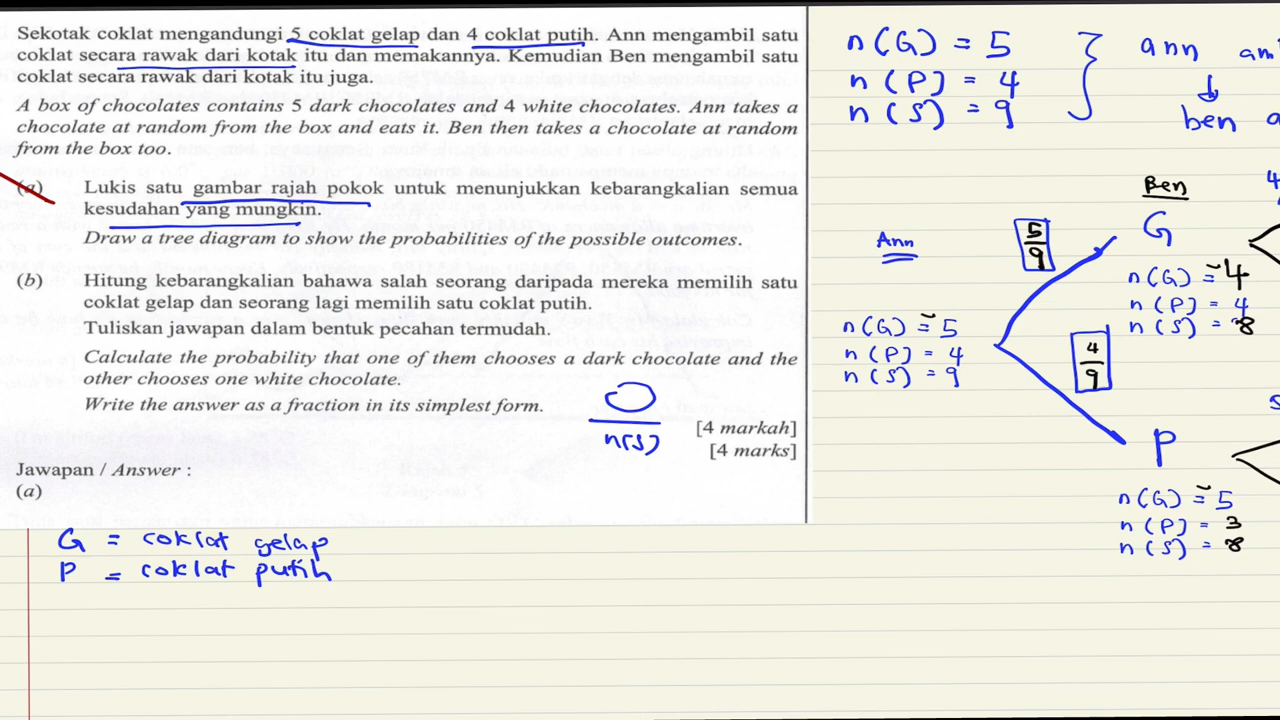 Sekotak coklat mengandungi 5 coklat gelap dan 4 coklat putih. Ann mengambil satu
coklat secara rawak dari kotak itu dan memakannya. Kemudian Ben mengambil satu
coklat secara rawak dari kotak itu juga.
A box of chocolates contains 5 dark chocolates and 4 white chocolates. Ann takes a
chocolate at random from the box and eats it. Ben then takes a chocolate at random
from the box too.
(a) Lukis satu gambar rajah pokok untuk menunjukkan kebarangkalian semua
kesudahan yang mungkin.
Draw a tree diagram to show the probabilities of the possible outcomes.
(b) Hitung kebarangkalian bahawa salah seorang daripada mereka memilih satu
coklat gelap dan seorang lagi memilih satu coklat putih.
Tuliskan jawapan dalam bentuk pecahan termudah.
Calculate the probability that one of them chooses a dark chocolate and the
other chooses one white chocolate.
Write the answer as a fraction in its simplest form.
n(S)
[4 markah]
[4 marks]
Jawapan / Answer :
(a)
G = coklat gelap
P = coklat putih
n(G) = 5
n(P) = 4
n(S) = 9
ann
ben
Ann
n(G) = 5
n(P) = 4
n(S) = 9
5
9
4
9
Ben
G
n(G) = 4
n(P) = 4
n(S) = 8
P
n(G) = 5
n(P) = 3
n(S) = 8